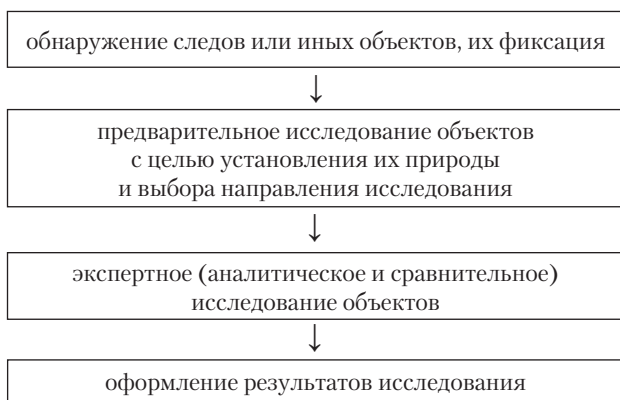 обнаружение следов или иных объектов, их фиксация
предварительное исследование объектов
с целью установления их природы
и выбора направления исследования
экспертное (аналитическое и сравнительное)
исследование объектов
оформление результатов исследования